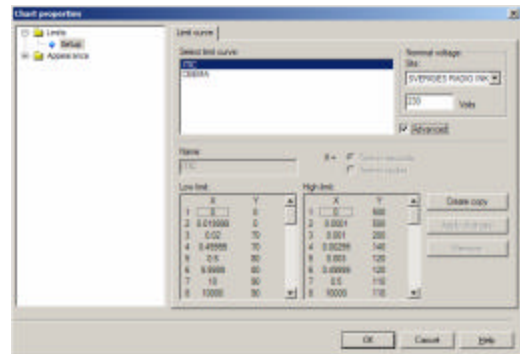 Chart properties
Limits
Setup
Appearance
Limit curve
Select limit curve:
ITIC
CBEMA
Nominal voltage:
Site:
SVERIGES RADIO INK
230 Volts
Advanced
Name:
ITIC
X =
Low limit:
High limit:
X Y
X Y
1 0 0
1 0 500
2 0.019999 0
2 0.0001 500
3 0.02 70
3 0.001 200
4 0.49999 70
4 0.00299 140
5 0.5 80
5 0.003 120
6 9.9999 80
6 0.49999 120
7 10 90
7 0.5 110
8 10000 90
8 10000 110
Create copy
Remove
OK
Cancel
Help